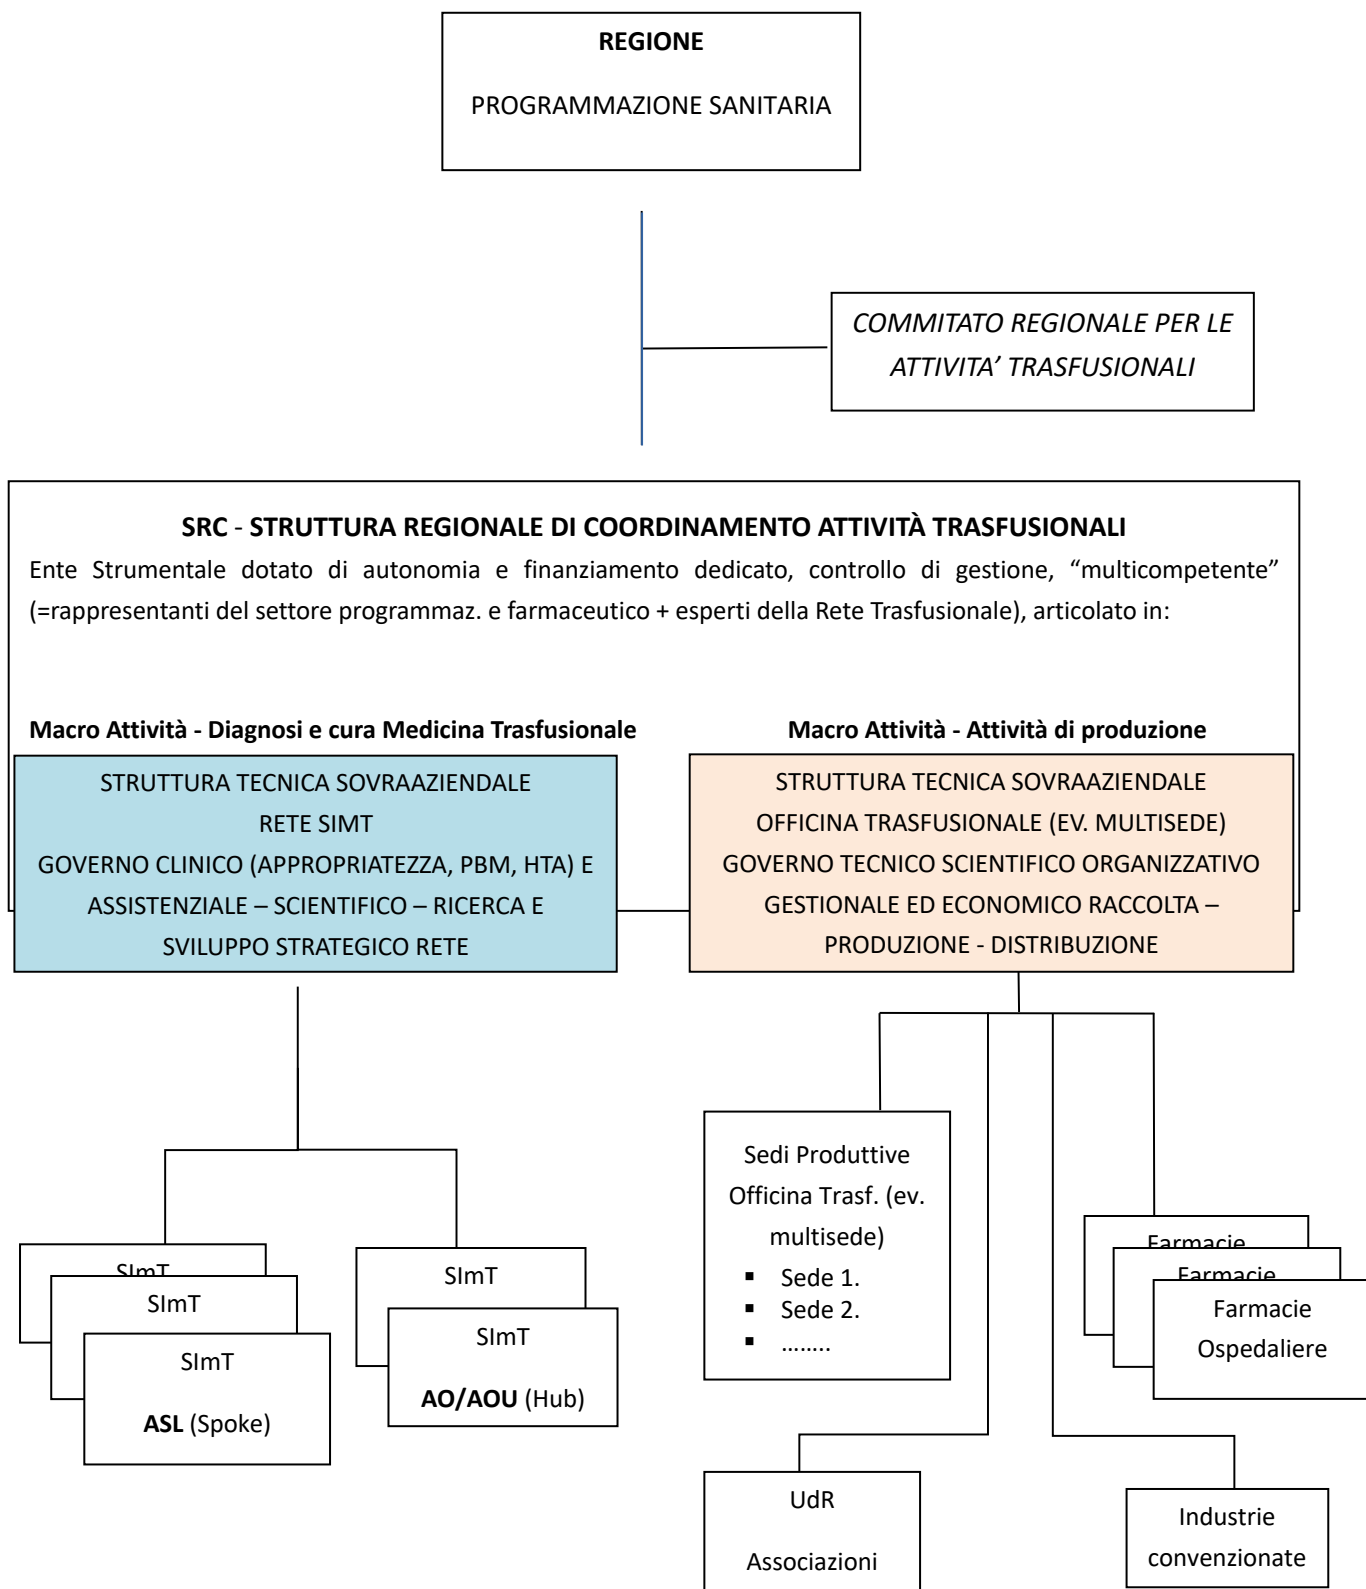 REGIONE
PROGRAMMAZIONE SANITARIA
COMMITATO REGIONALE PER LE
ATTIVITA’ TRASFUSIONALI
SRC - STRUTTURA REGIONALE DI COORDINAMENTO ATTIVITÀ TRASFUSIONALI
Ente Strumentale dotato di autonomia e finanziamento dedicato, controllo di gestione, “multicompetente”
(=rappresentanti del settore programmaz. e farmaceutico + esperti della Rete Trasfusionale), articolato in:
Macro Attività - Diagnosi e cura Medicina Trasfusionale
STRUTTURA TECNICA SOVRAAZIENDALE
RETE SIMT
GOVERNO CLINICO (APPROPRIATEZZA, PBM, HTA) E
ASSISTENZIALE – SCIENTIFICO – RICERCA E
SVILUPPO STRATEGICO RETE
Macro Attività - Attività di produzione
STRUTTURA TECNICA SOVRAAZIENDALE
OFFICINA TRASFUSIONALE (EV. MULTISEDE)
GOVERNO TECNICO SCIENTIFICO ORGANIZZATIVO
GESTIONALE ED ECONOMICO RACCOLTA –
PRODUZIONE - DISTRIBUZIONE
SImT
SImT
SImT
ASL (Spoke)
SImT
SImT
AO/AOU (Hub)
Sedi Produttive
Officina Trasf. (ev.
multisede)
▪ Sede 1.
▪ Sede 2.
▪ ........
Farmacie
Farmacie
Farmacie
Ospedaliere
UdR
Associazioni
Industrie
convenzionate